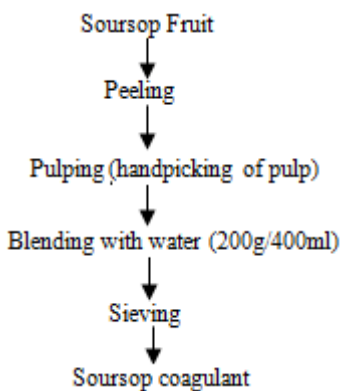 Soursop Fruit
Peeling
Pulping (handpicking of pulp)
Blending with water (200g/400ml)
Sieving
Soursop coagulant